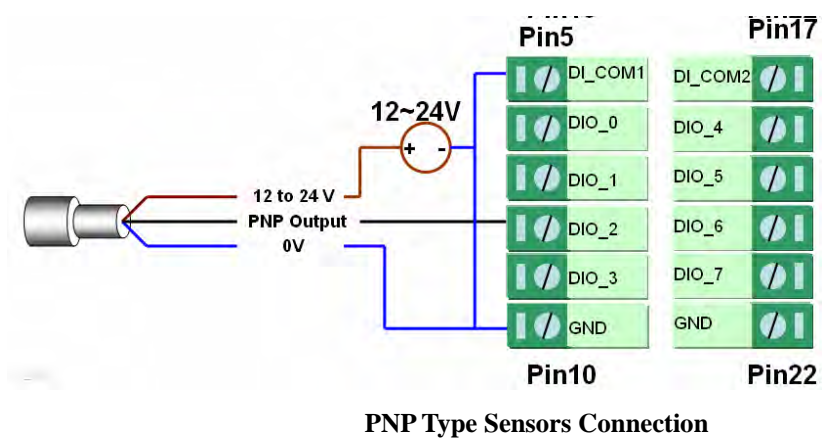 Pin5
Pin17
DI_COM1
DI_COM2
12~24V
+ -
DIO_0
DIO_4
DIO_1
DIO_5
12 to 24 V
PNP Output
0V
DIO_2
DIO_6
DIO_3
DIO_7
GND
GND
Pin10
Pin22
PNP Type Sensors Connection